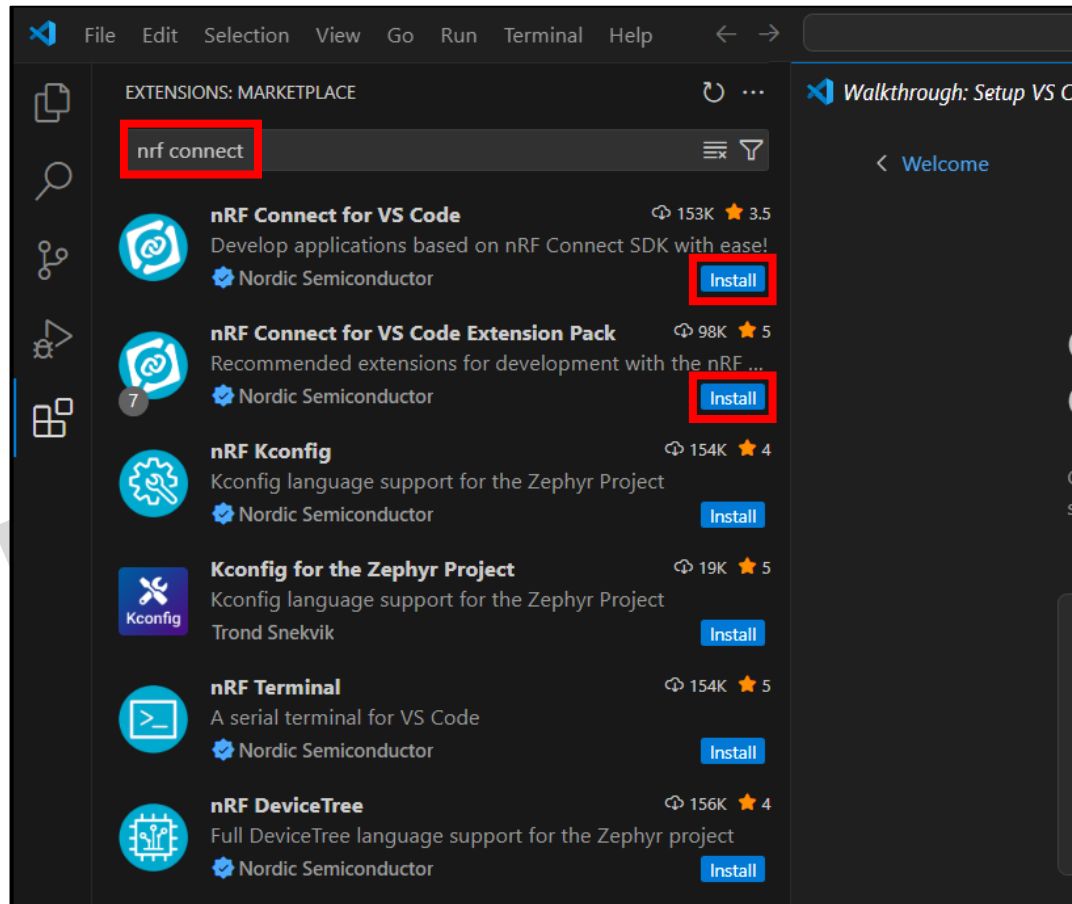 File Edit Selection View Go Run Terminal Help
EXTENSIONS: MARKETPLACE
Walkthrough: Setup VS C
nrf connect
Welcome
nRF Connect for VS Code 153K 3.5
Develop applications based on nRF Connect SDK with ease!
Nordic Semiconductor Install
nRF Connect for VS Code Extension Pack 98K 5
Recommended extensions for development with the nRF ...
7
Nordic Semiconductor Install
nRF Kconfig 154K 4
Kconfig language support for the Zephyr Project
Nordic Semiconductor Install
Kconfig for the Zephyr Project 19K 5
Kconfig language support for the Zephyr Project
Kconfig
Trond Snekvik Install
nRF Terminal 154K 5
A serial terminal for VS Code
Nordic Semiconductor Install
nRF DeviceTree 156K 4
Full DeviceTree language support for the Zephyr project
Nordic Semiconductor Install